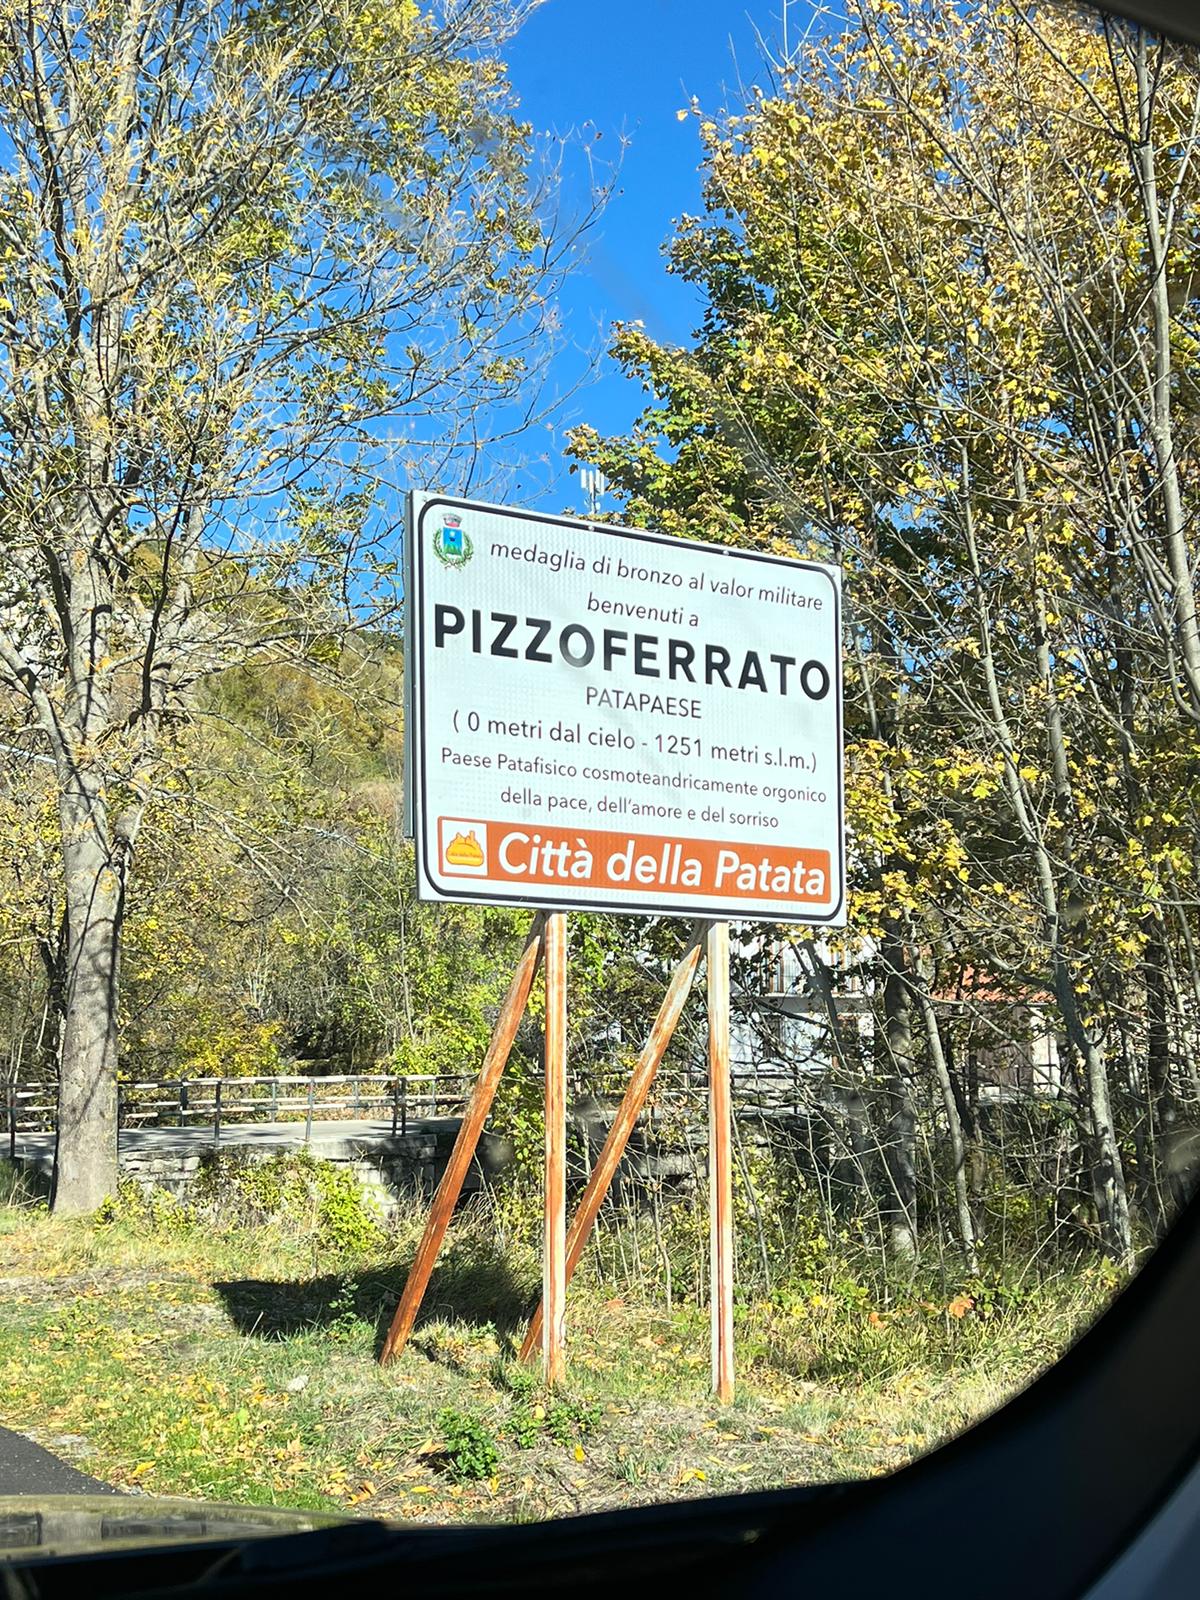 medaglia di bronzo al valor militare
benvenuti a
PIZZOFERRATO
PATAPAESE
( 0 metri dal cielo - 1251 metri s.l.m.)
Paese Patafisico cosmoteandricamente orgonico
della pace, dell'amore e del sorriso
Città della Patata